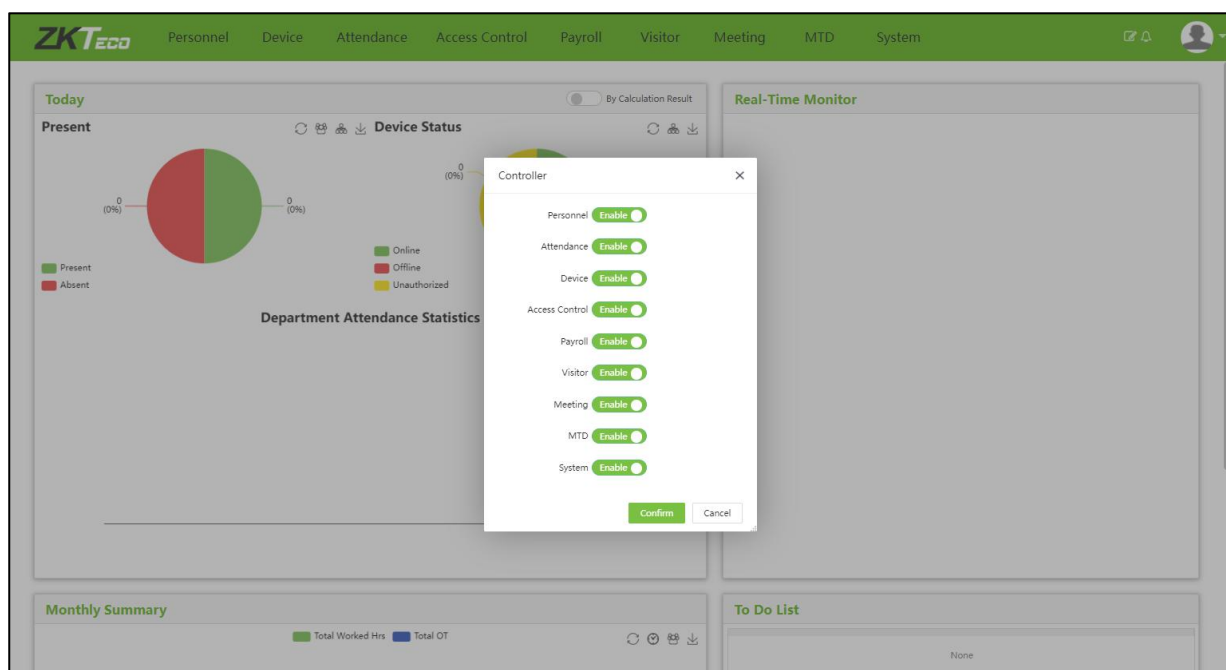 ZKTeco Personnel Device Attendance Access Control Payroll Visitor Meeting MTD System
Today
By Calculation Result
Present
0
(0%)
0
(0%)
Present
Absent
Device Status
0
(0%)
Online
Offline
Unauthorized
Department Attendance Statistics
Real-Time Monitor
Controller
Personnel Enable
Attendance Enable
Device Enable
Access Control Enable
Payroll Enable
Visitor Enable
Meeting Enable
MTD Enable
System Enable
Confirm Cancel
Monthly Summary
Total Worked Hrs Total OT
To Do List
None